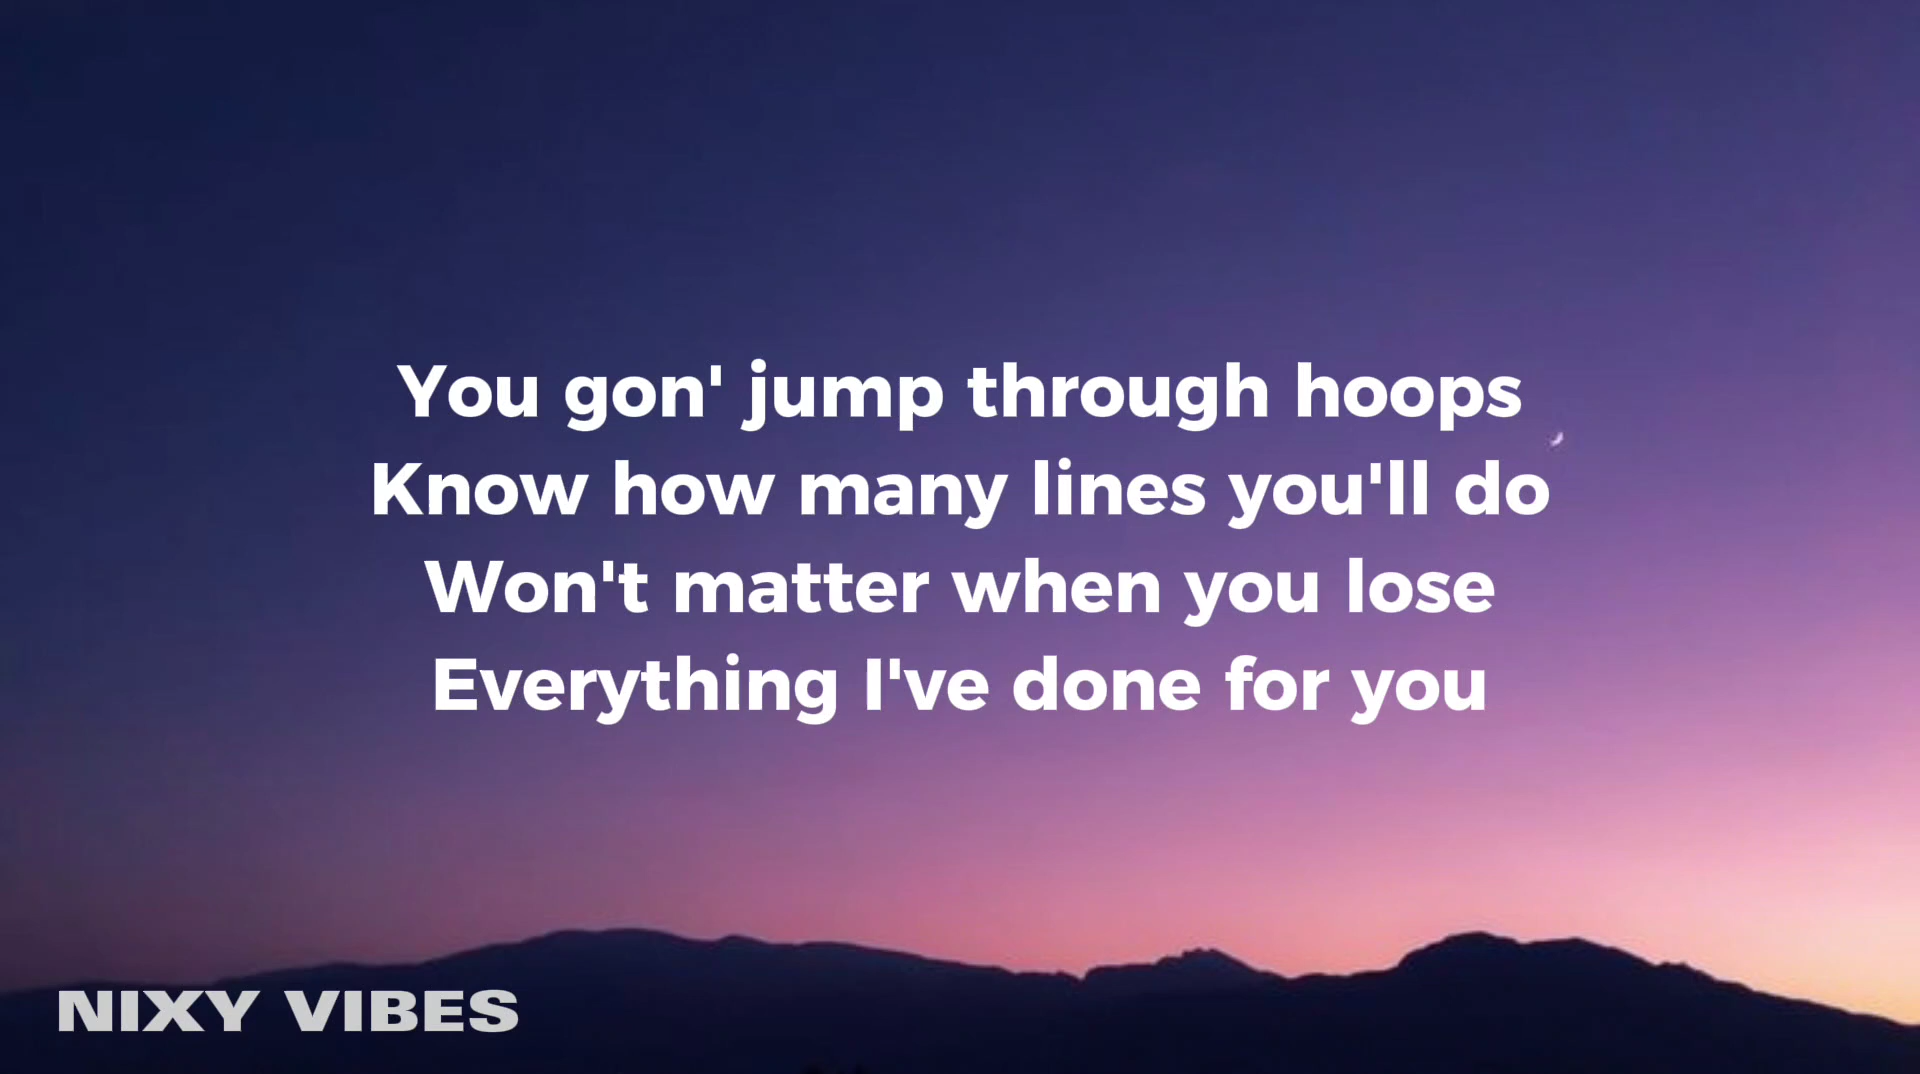 You gon' jump through hoops
Know how many lines you'll do
Won't matter when you lose
Everything I've done for you
NIXY VIBES